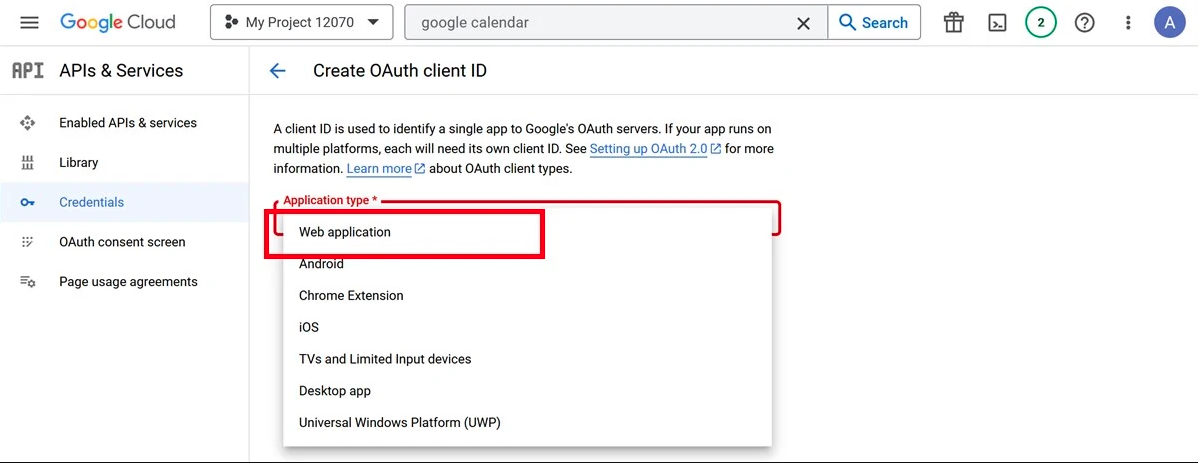 Google Cloud
My Project 12070
google calendar
Search
2
A
API APIs & Services
Create OAuth client ID
Enabled APIs & services
Library
Credentials
OAuth consent screen
Page usage agreements
A client ID is used to identify a single app to Google's OAuth servers. If your app runs on
multiple platforms, each will need its own client ID. See Setting up OAuth 2.0 for more
information. Learn more about OAuth client types.
Application type *
Web application
Android
Chrome Extension
iOS
TVs and Limited Input devices
Desktop app
Universal Windows Platform (UWP)